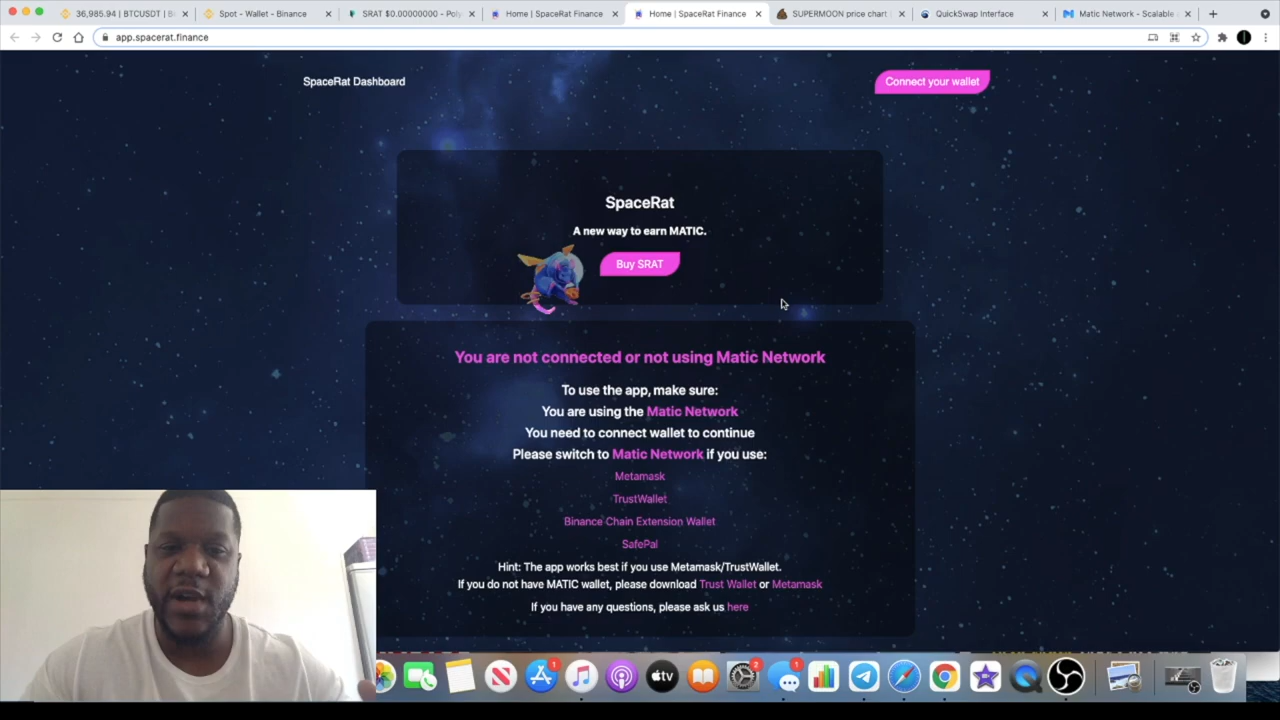 36,985.94 | BTCUSDT | Bi
Spot - Wallet - Binance
SRAT $0.00000000 - Poly
Home | SpaceRat Finance
Home | SpaceRat Finance
SUPERMOON price chart
QuickSwap Interface
Matic Network - Scalable
app.spacerat.finance
SpaceRat Dashboard
Connect your wallet
SpaceRat
A new way to earn MATIC.
Buy SRAT
You are not connected or not using Matic Network
To use the app, make sure:
You are using the Matic Network
You need to connect wallet to continue
Please switch to Matic Network if you use:
Metamask
TrustWallet
Binance Chain Extension Wallet
SafePal
Hint: The app works best if you use Metamask/TrustWallet.
If you do not have MATIC wallet, please download Trust Wallet or Metamask
If you have any questions, please ask us here
1
tv
2
1